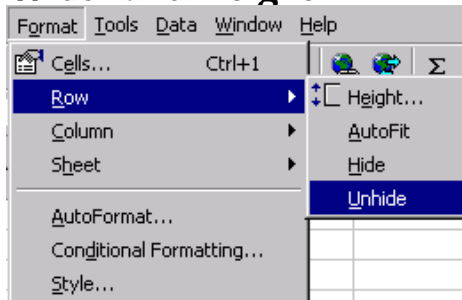 Format Tools Data Window Help
Cells... Ctrl+1
Σ
Row
Height...
Column
AutoFit
Sheet
Hide
Unhide
AutoFormat...
Conditional Formatting...
Style...